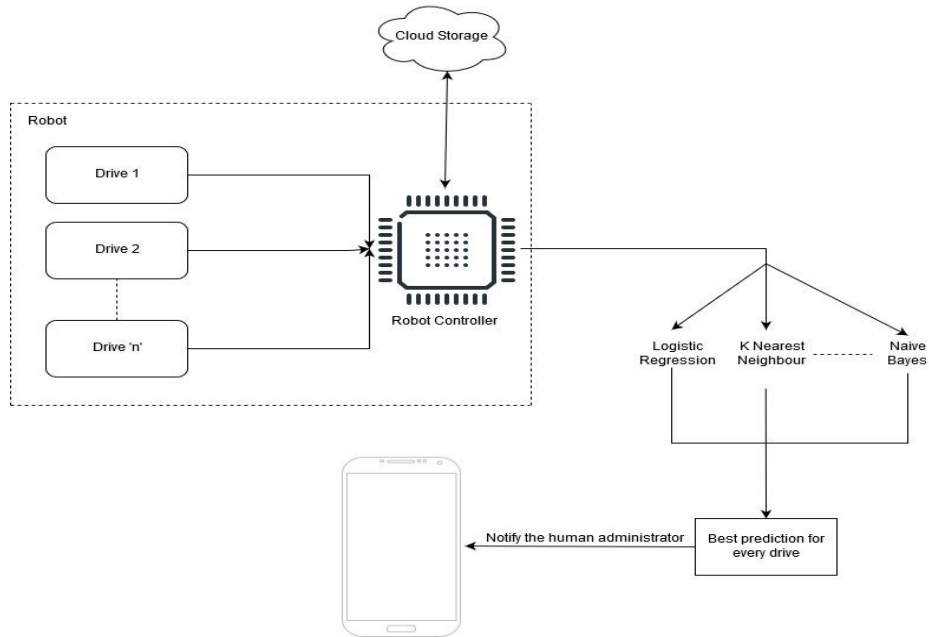 Cloud Storage
Robot
Drive 1
Drive 2
Drive 'n'
Robot Controller
Logistic
Regression
K Nearest
Neighbour
Naive
Bayes
Notify the human administrator
Best prediction for
every drive